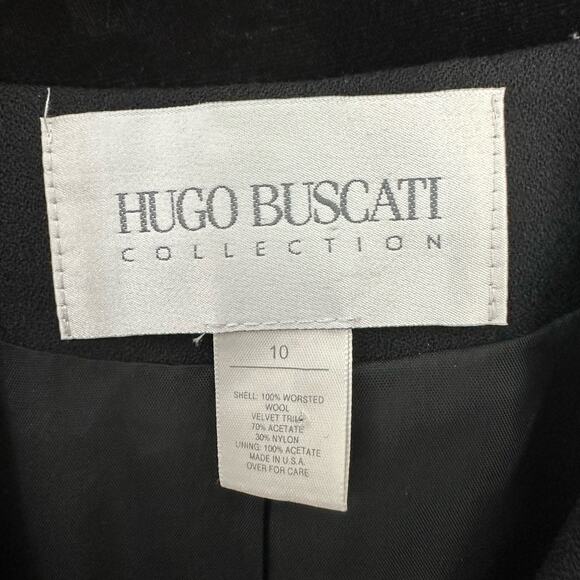 HUGO BUSCATI
COLLECTION
10
SHELL: 100% WORSTED
WOOL
VELVET TRIM
70% ACETATE
30% NYLON
LINING: 100% ACETATE
MADE IN U.S.A.
OVER FOR CARE